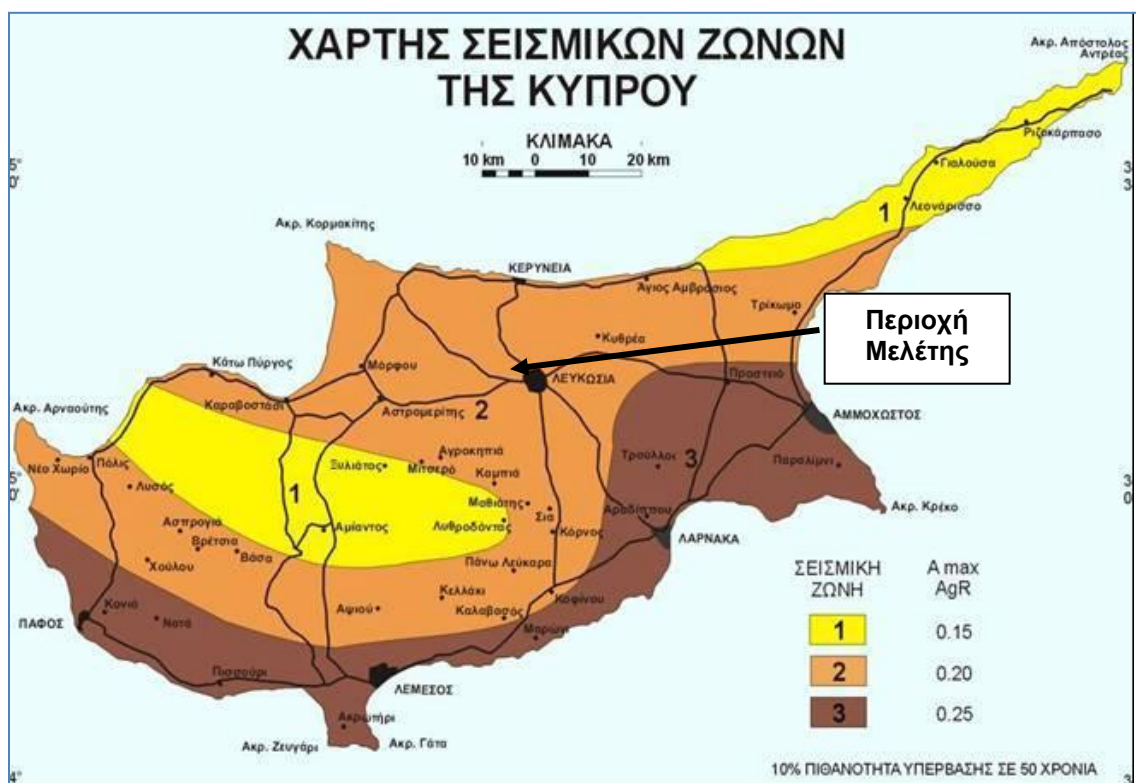 ΧΑΡΤΗΣ ΣΕΙΣΜΙΚΩΝ ΖΩΝΩΝ
ΤΗΣ ΚΥΠΡΟΥ
ΚΛΙΜΑΚΑ
10 km 0 10 20 km
Ακρ. Απόστολος
Αντρέας
Ριζοκάρπασο
Γιαλούσα
Λεονάρισσο
1
Ακρ. Κορμακίτης
ΚΕΡΥΝΕΙΑ
Άγιος Αμβρόσιος
Τρίκωμο
Περιοχή
Μελέτης
Κυθρέα
Κάτω Πύργος
Μόρφου
ΛΕΥΚΩΣΙΑ
Πραστειό
Καραβοστάσι
Αστρομερίτης
2
ΑΜΜΟΧΩΣΤΟΣ
Ακρ. Αρναούτης
Νέο Χωρίο
Πόλις
Λυσός
Ξυλιάτος
Μιτσερό
Αγροκηπιά
Καμπιά
Τρούλλοι
3
Παραλίμνι
1
Μαθιάτης
Σια
Αραδίππου
Ακρ. Κρέκο
Ασπρογιά
Αμίαντος
Λυθροδόντας
Κόρνος
ΛΑΡΝΑΚΑ
Βρέτσια
Βάσα
Χούλου
Πάνω Λεύκαρα
Κελλάκι
Κοφίνου
Αψιού
Καλαβασός
Μαρώνι
Κονιά
Νατά
ΠΑΦΟΣ
Πισσούρι
ΛΕΜΕΣΟΣ
Ακρωτήρι
Ακρ. Ζευγάρι
Ακρ. Γάτα
ΣΕΙΣΜΙΚΗ
ΖΩΝΗ
A max
AgR
1 0.15
2 0.20
3 0.25
10% ΠΙΘΑΝΟΤΗΤΑ ΥΠΕΡΒΑΣΗΣ ΣΕ 50 ΧΡΟΝΙΑ